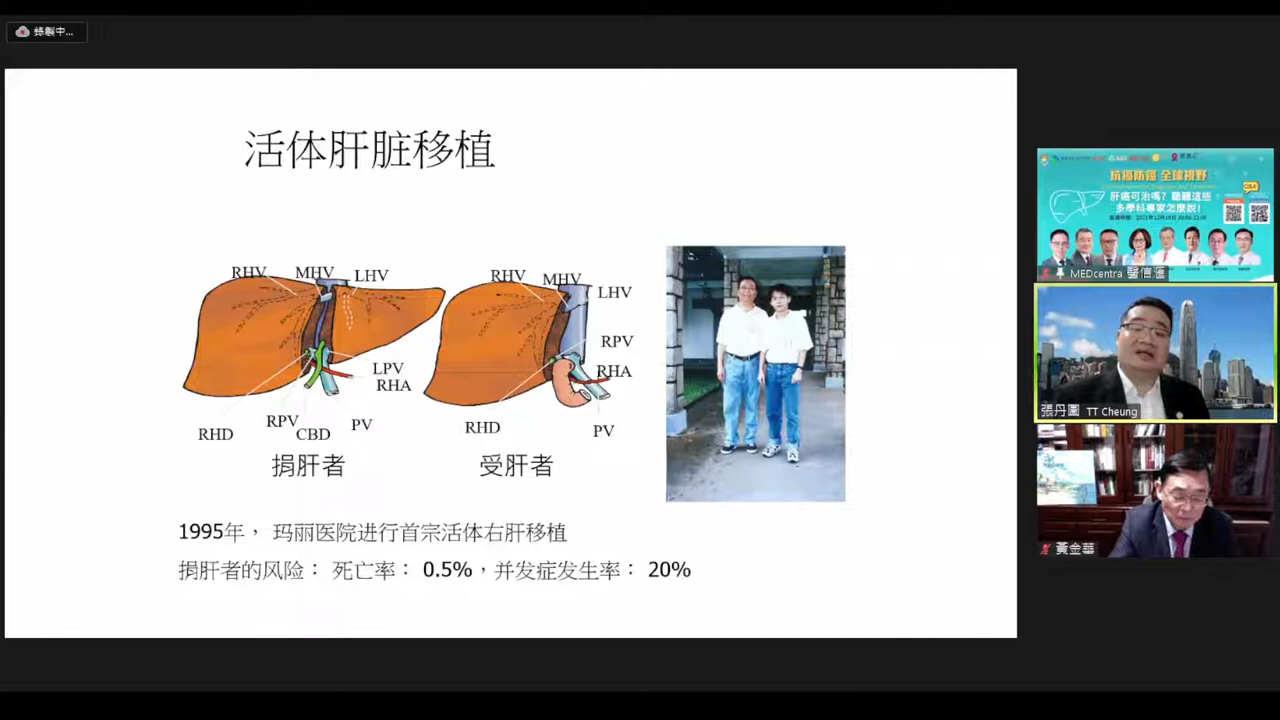 錄製中...
活体肝脏移植
RHV MHV LHV
LPV
RHA
RHD RPV CBD PV
捐肝者
RHV MHV LHV
RPV
RHA
RHD PV
受肝者
1995年， 玛丽医院进行首宗活体右肝移植
捐肝者的风险： 死亡率： 0.5%，并发症发生率： 20%
抗癌防癌 全球視野
肝癌可治嗎? 聽聽這些
多學科專家怎麼說!
Q&A
MEDcentra 醫信滙
張丹圖 TT Cheung
黃金華